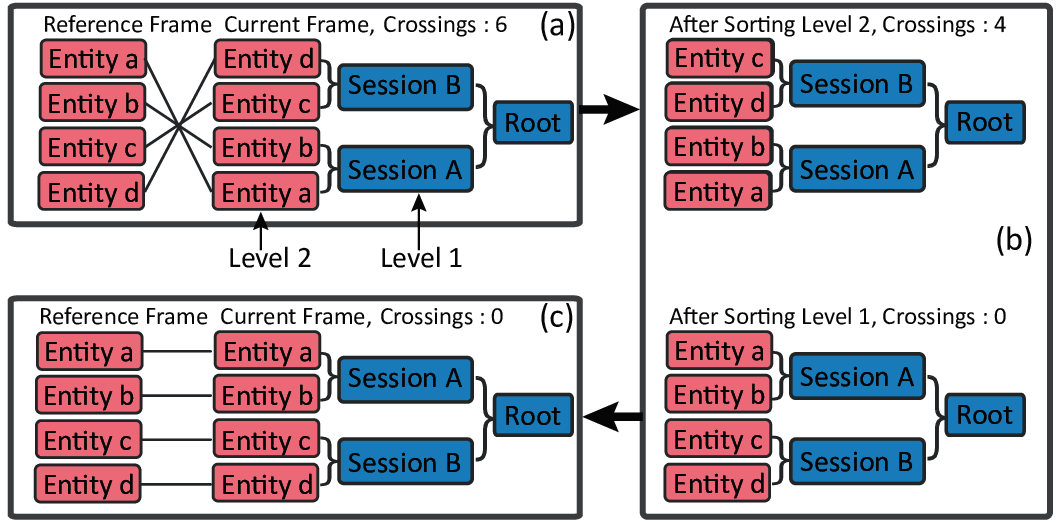 Reference Frame Current Frame, Crossings : 6 (a)
Entity a Entity d
Entity b Entity c
Entity c Entity b
Entity d Entity a
Session B
Session A
Root
Level 2 Level 1
After Sorting Level 2, Crossings : 4
Entity c
Entity d
Entity b
Entity a
Session B
Session A
Root
(b)
After Sorting Level 1, Crossings : 0
Entity a
Entity b
Entity c
Entity d
Session A
Session B
Root
Reference Frame Current Frame, Crossings : 0 (c)
Entity a Entity a
Entity b Entity b
Entity c Entity c
Entity d Entity d
Session A
Session B
Root